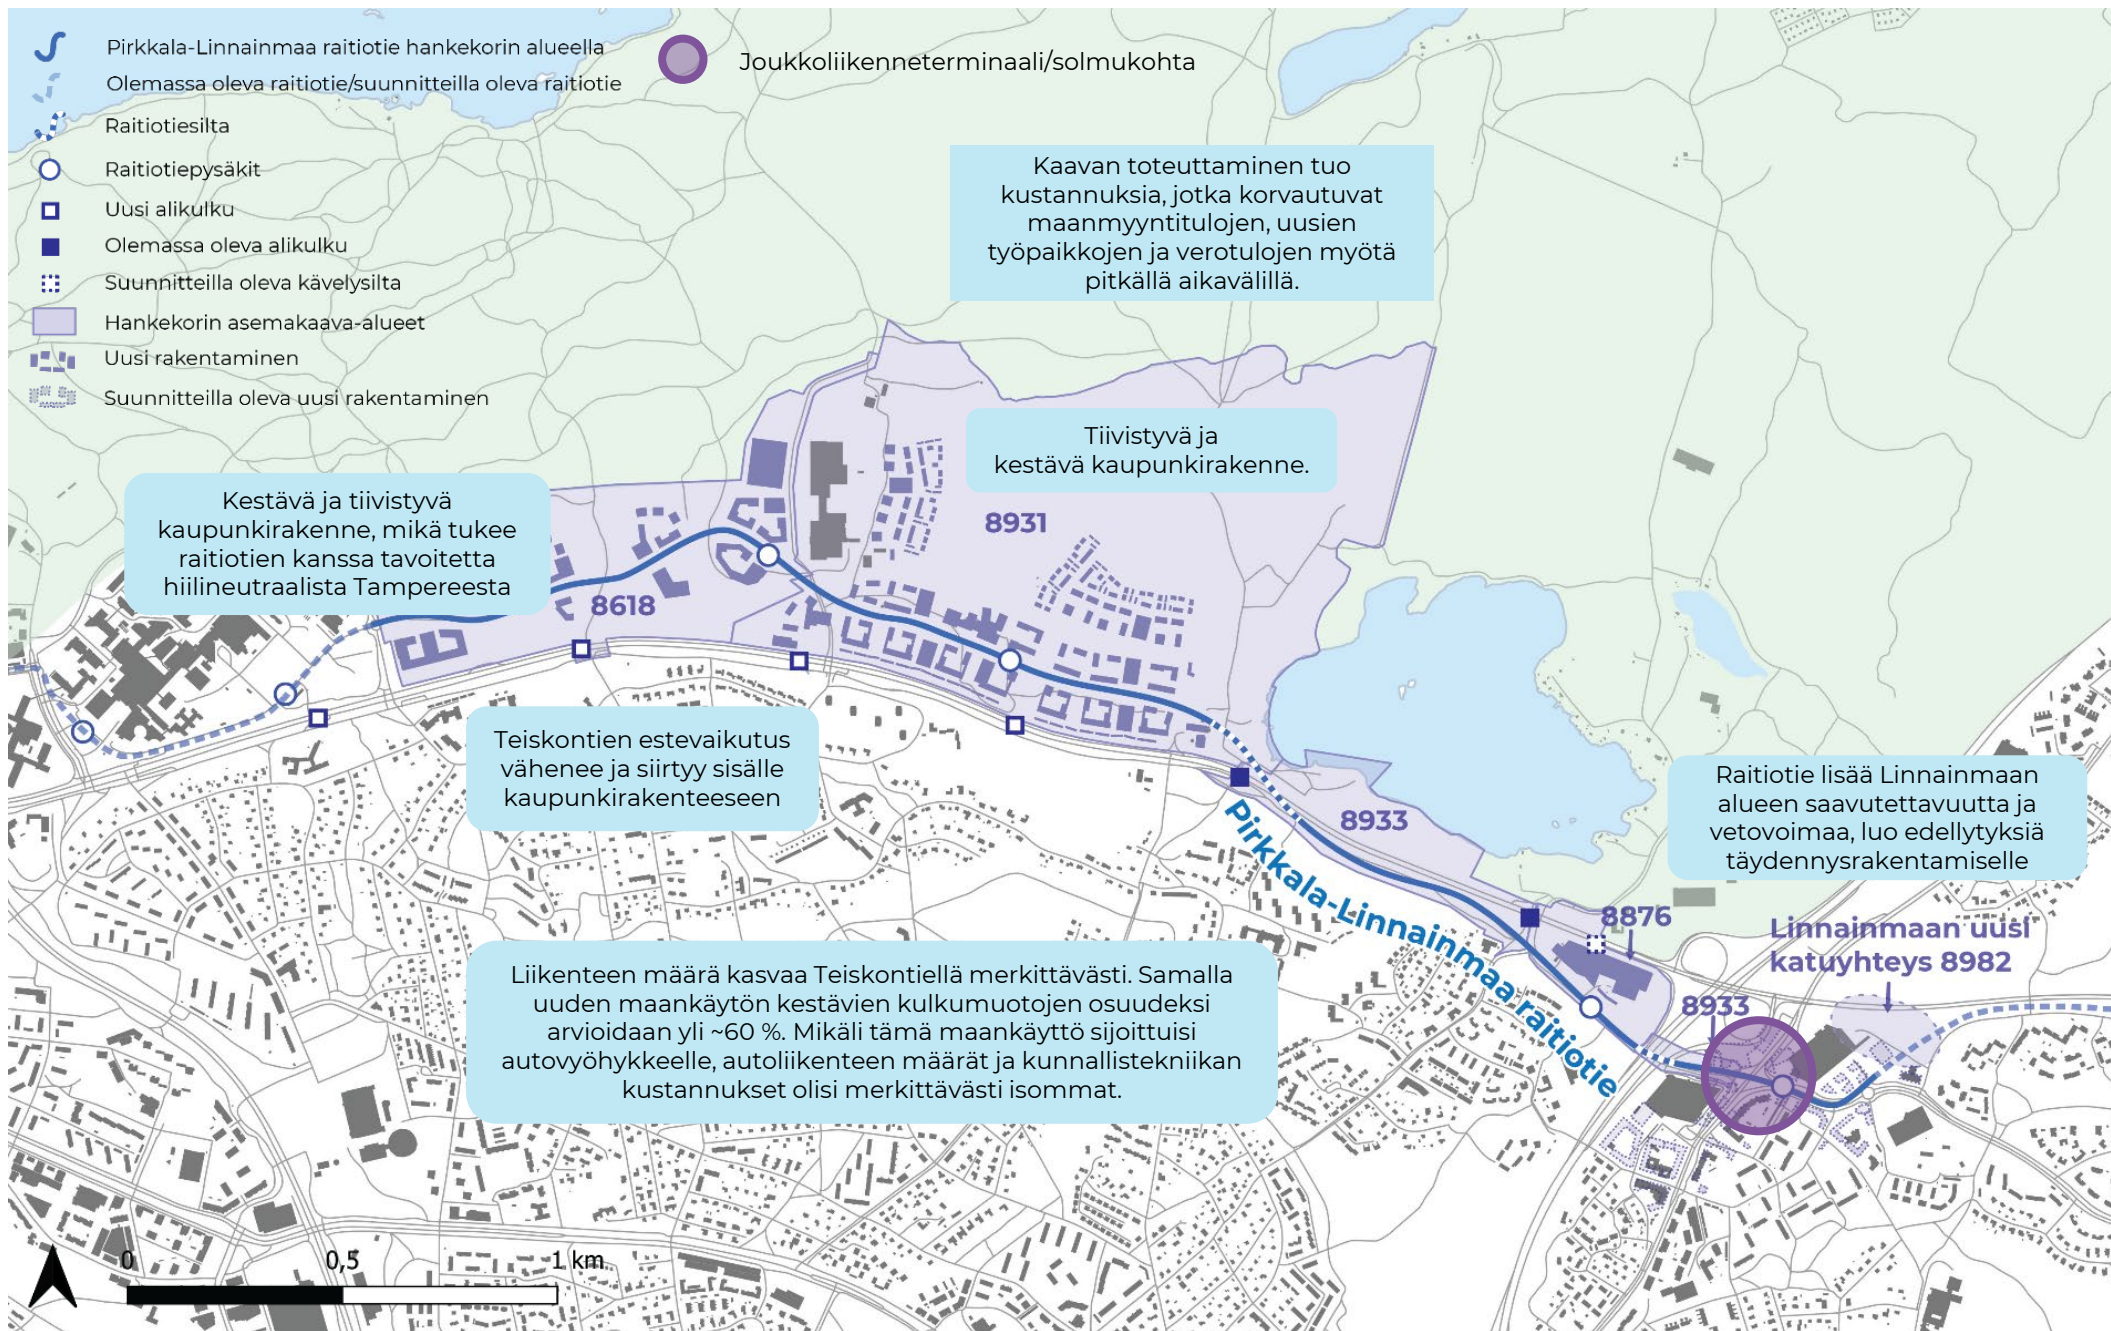 Pirkkala-Linnainmaa raitiotie hankekorin alueella
Olemassa oleva raitiotie/suunnitteilla oleva raitiotie
Raitiotiesilta
Raitiotiepysäkit
Uusi alikulku
Olemassa oleva alikulku
Suunnitteilla oleva kävelysilta
Hankekorin asemakaava-alueet
Uusi rakentaminen
Suunnitteilla oleva uusi rakentaminen
Joukkoliikenneterminaali/solmukohta
Kaavan toteuttaminen tuo
kustannuksia, jotka korvautuvat
maanmyyntitulojen, uusien
työpaikkojen ja verotulojen myötä
pitkällä aikavälillä.
Tiivistyvä ja
kestävä kaupunkirakenne.
Kestävä ja tiivistyvä
kaupunkirakenne, mikä tukee
raitiotien kanssa tavoitetta
hiilineutraalista Tampereesta
8931
8618
Teiskontien estevaikutus
vähenee ja siirtyy sisälle
kaupunkirakenteeseen
8933
Pirkkala-Linnainmaa raitiotie
Raitiotie lisää Linnainmaan
alueen saavutettavuutta ja
vetovoimaa, luo edellytyksiä
täydennysrakentamiselle
8876
Linnainmaan uusi
katuyhteys 8982
8933
Liikenteen määrä kasvaa Teiskontiellä merkittävästi. Samalla
uuden maankäytön kestävien kulkumuotojen osuudeksi
arvioidaan yli ~60 %. Mikäli tämä maankäyttö sijoittuisi
autovyöhykkeelle, autoliikenteen määrät ja kunnallistekniikan
kustannukset olisi merkittävästi isommat.
0 0,5 1 km